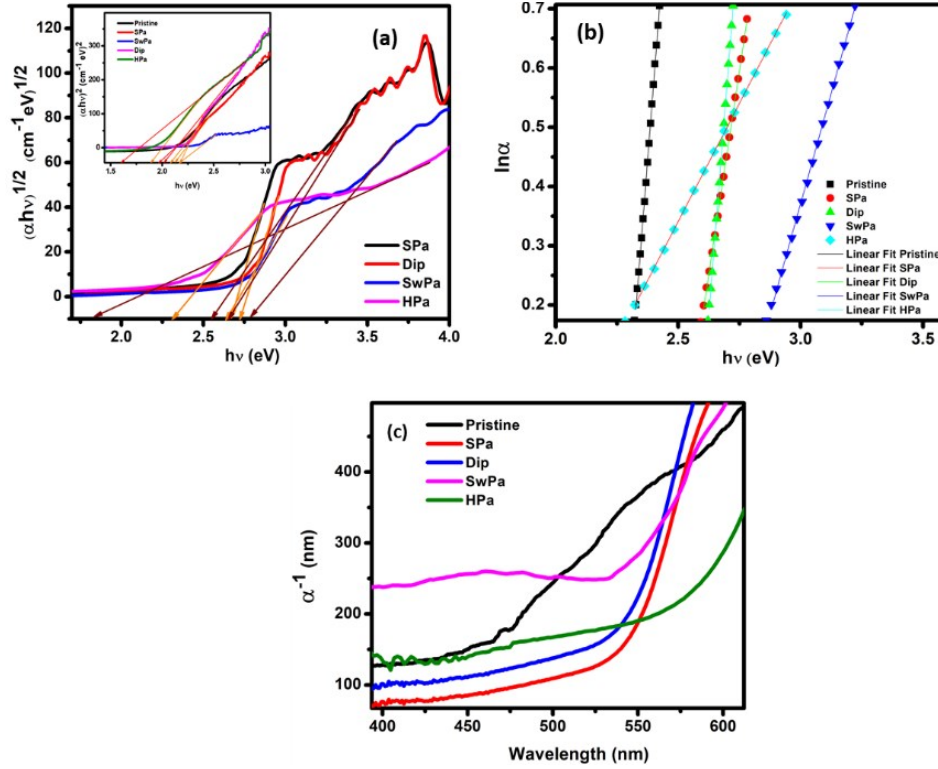 (a)
Pristine
SPa
SwPa
Dip
HPa
(αhν)² (cm⁻¹ eV)²
350
300
250
200
150
100
50
0
1.5 2.0 2.5 3.0
hν (eV)
(αhν)^1/2 (cm⁻¹ eV)^1/2
120
100
80
60
40
20
0
SPa
Dip
SwPa
HPa
2.0 2.5 3.0 3.5 4.0
hν (eV)
(b)
lnα
0.7
0.6
0.5
0.4
0.3
0.2
Pristine
SPa
Dip
SwPa
HPa
Linear Fit Pristine
Linear Fit SPa
Linear Fit Dip
Linear Fit SwPa
Linear Fit HPa
2.0 2.5 3.0 3.5
hν (eV)
(c)
Pristine
SPa
Dip
SwPa
HPa
α⁻¹ (nm)
400
300
200
100
400 450 500 550 600
Wavelength (nm)